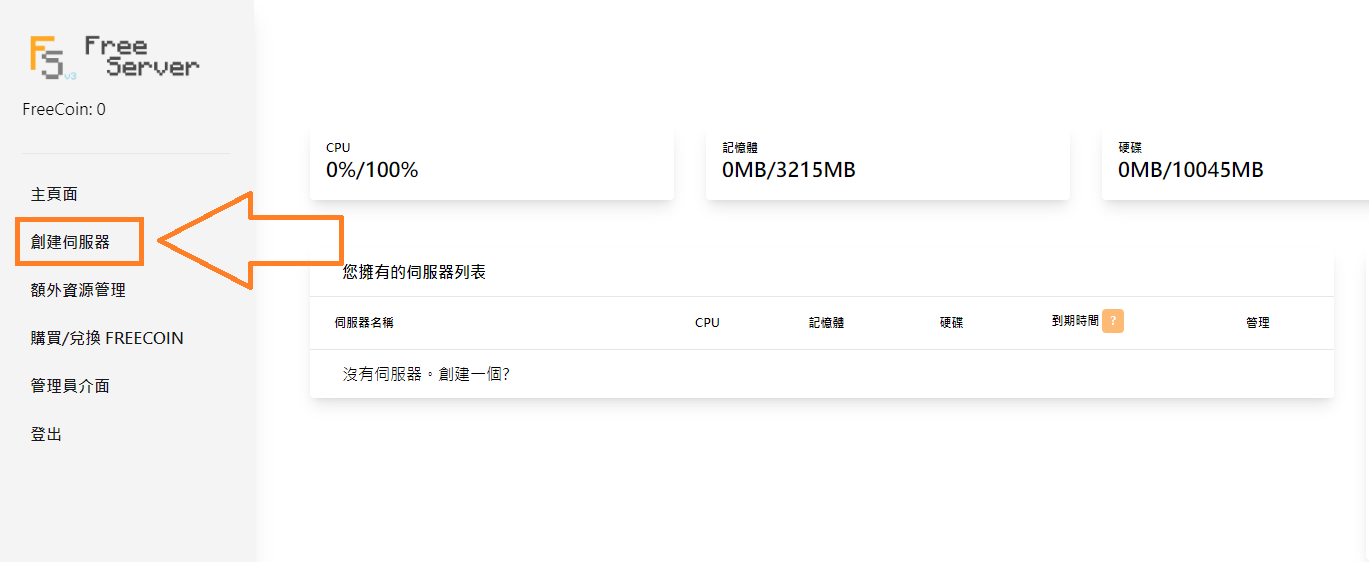 Free
Server
FS v3
FreeCoin: 0
主頁面
創建伺服器
額外資源管理
購買/兌換 FREECOIN
管理員介面
登出
CPU
0%/100%
記憶體
0MB/3215MB
硬碟
0MB/10045MB
您擁有的伺服器列表
伺服器名稱 CPU 記憶體 硬碟 到期時間 ? 管理
沒有伺服器。創建一個?